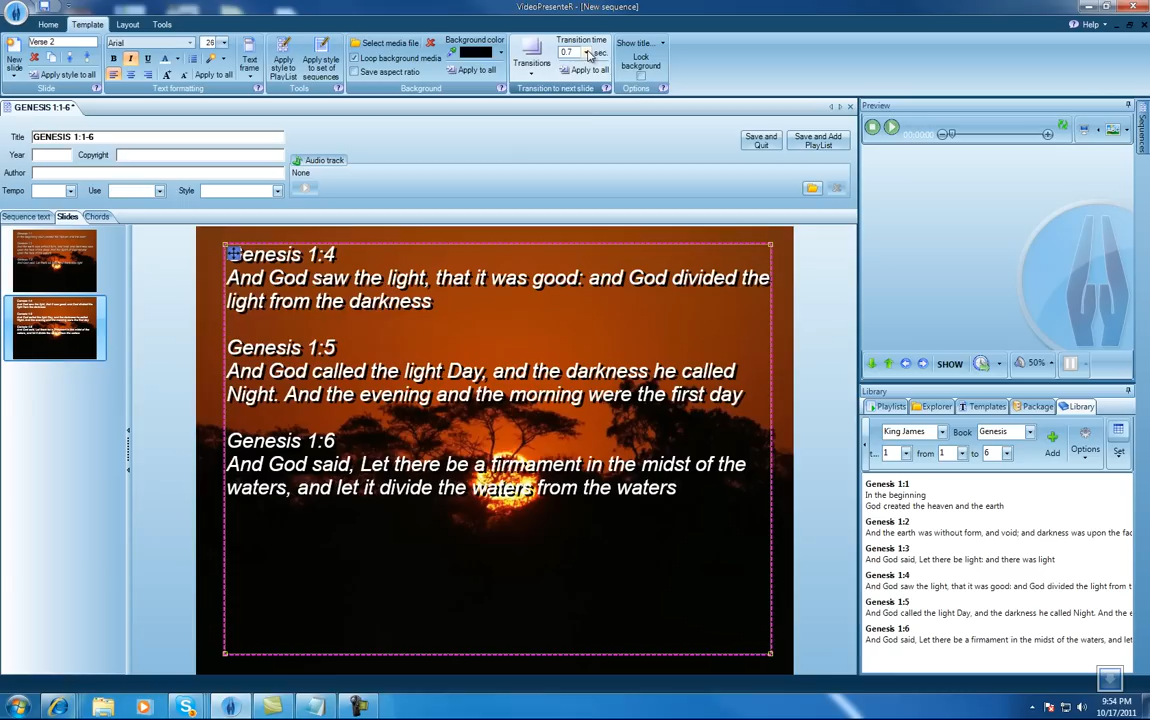 VideoPresenteR - [New sequence]
Home Template Layout Tools Help
Verse 2
New slide
Apply style to all
Slide
Arial 26
B I U
Apply to all
Text formatting
Text frame
Apply style to PlayList
Apply style to set of sequences
Tools
Select media file
Loop background media
Save aspect ratio
Background color
Apply to all
Background
Transitions
Transition time
0.7 sec.
Apply to all
Transition to next slide
Show title...
Lock background
Options
GENESIS 1:1-6*
Title GENESIS 1:1-6
Year Copyright
Author
Tempo Use Style
Audio track
None
Save and Quit
Save and Add PlayList
Sequence text Slides Chords
Genesis 1:4
And God saw the light, that it was good: and God divided the
light from the darkness
Genesis 1:5
And God called the light Day, and the darkness he called
Night. And the evening and the morning were the first day
Genesis 1:6
And God said, Let there be a firmament in the midst of the
waters, and let it divide the waters from the waters
Preview
00:00:00
SHOW 50%
Sequences
Library
Playlists Explorer Templates Package Library
King James Book Genesis
t... 1 from 1 to 6
Add Options Set
Genesis 1:1
In the beginning
God created the heaven and the earth
Genesis 1:2
And the earth was without form, and void; and darkness was upon the fac
Genesis 1:3
And God said, Let there be light: and there was light
Genesis 1:4
And God saw the light, that it was good: and God divided the light from t
Genesis 1:5
And God called the light Day, and the darkness he called Night. And the e
Genesis 1:6
And God said, Let there be a firmament in the midst of the waters, and let
9:54 PM
10/17/2011